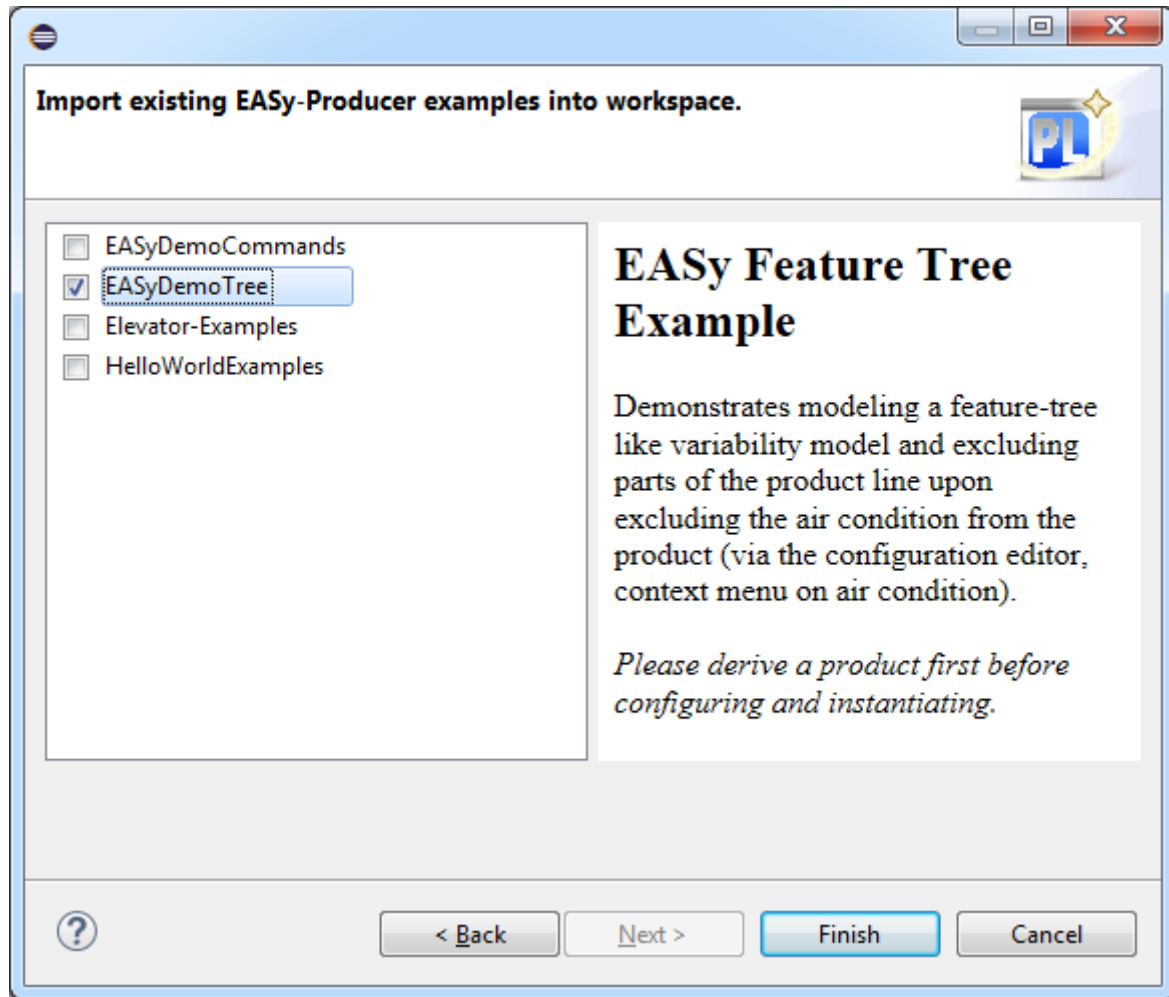 Import existing EASy-Producer examples into workspace.
PL
EASyDemoCommands
EASyDemoTree
Elevator-Examples
HelloWorldExamples
EASy Feature Tree
Example
Demonstrates modeling a feature-tree
like variability model and excluding
parts of the product line upon
excluding the air condition from the
product (via the configuration editor,
context menu on air condition).
Please derive a product first before
configuring and instantiating.
?
< Back
Next >
Finish
Cancel